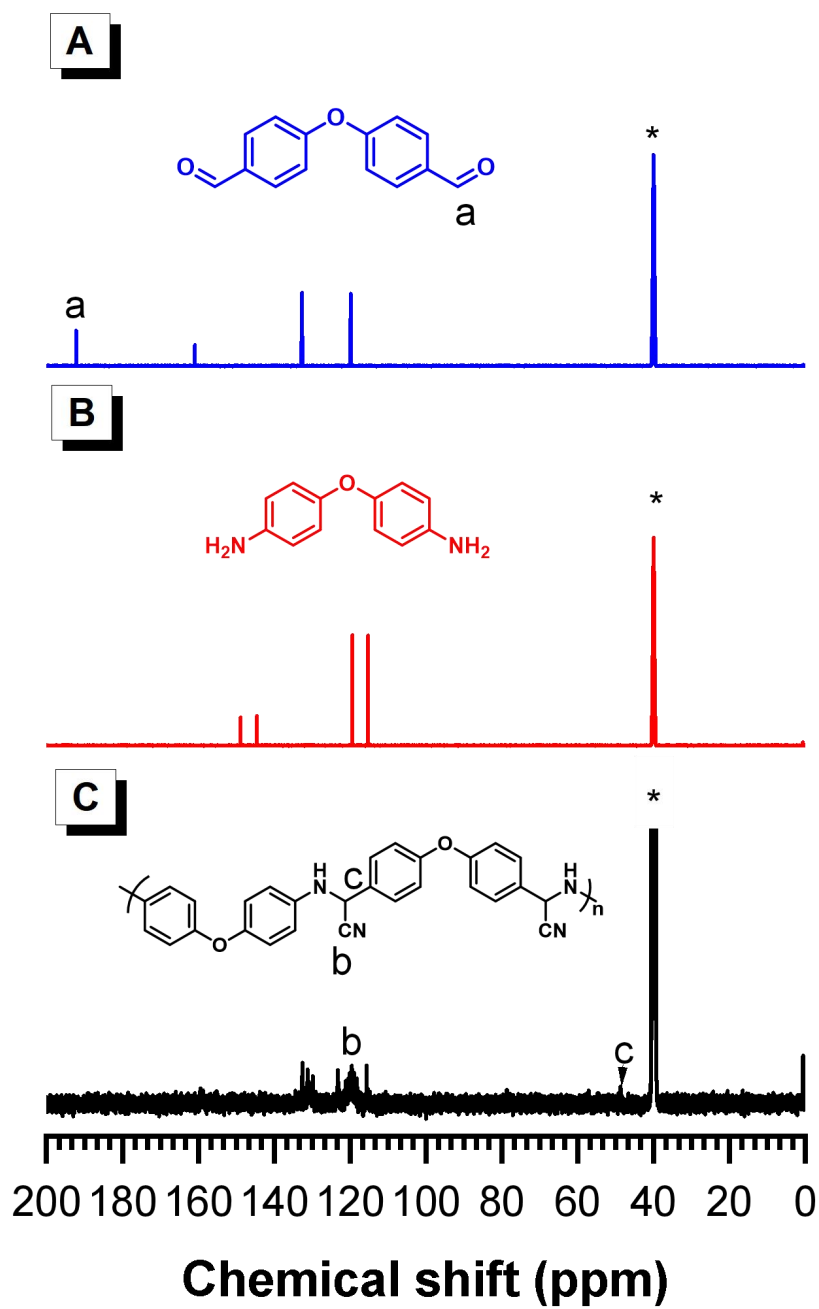 A
O
O
O
*
a
a
B
O
*
H₂N
NH₂
C
*
O
H
N
C
H
N
n
O
CN
CN
b
b
C
200 180 160 140 120 100 80 60 40 20 0
Chemical shift (ppm)